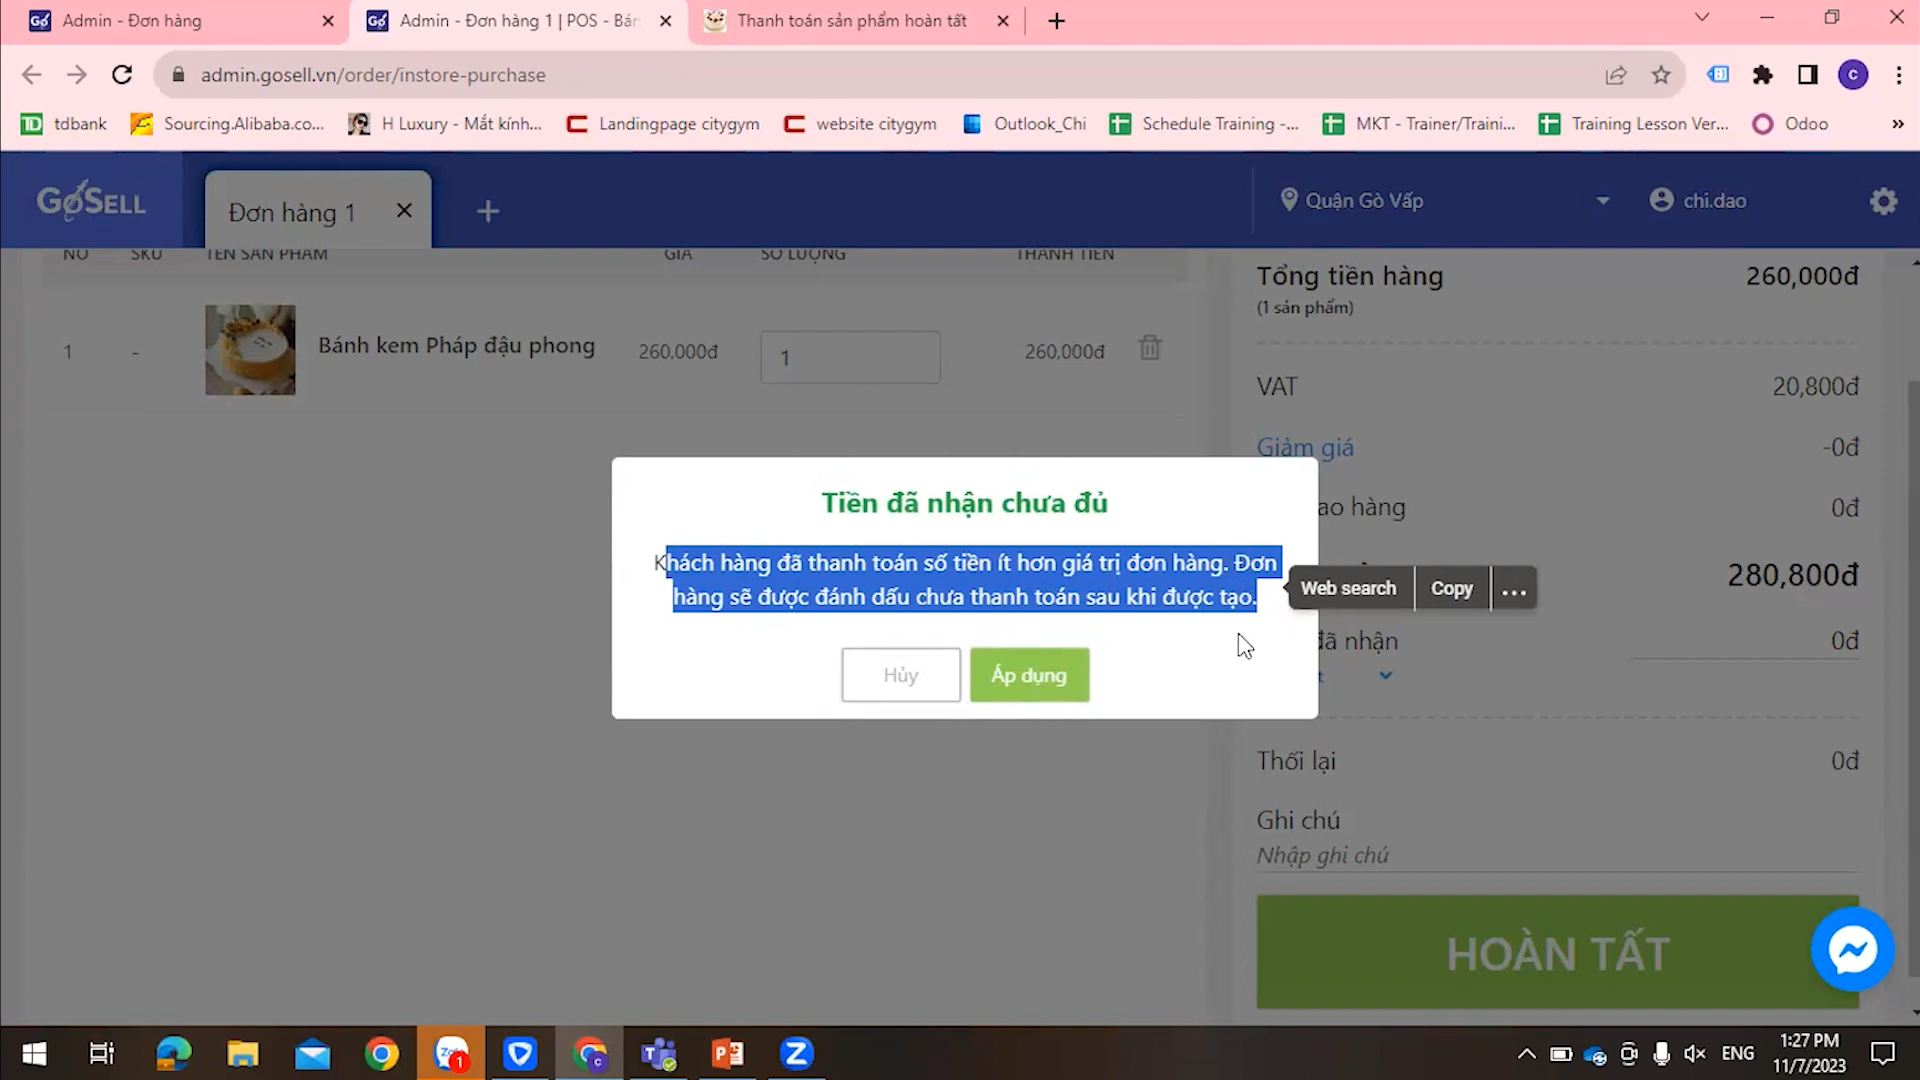 Admin - Đơn hàng
Admin - Đơn hàng 1 | POS - Bán
Thanh toán sản phẩm hoàn tất
admin.gosell.vn/order/instore-purchase
C
tdbank
Sourcing.Alibaba.co...
H Luxury - Mắt kính...
Landingpage citygym
website citygym
Outlook_Chi
Schedule Training -...
MKT - Trainer/Traini...
Training Lesson Ver...
Odoo
GoSELL
Đơn hàng 1
Quận Gò Vấp
chi.dao
NO SKU TÊN SẢN PHẨM GIÁ SỐ LƯỢNG THÀNH TIỀN
1 - Bánh kem Pháp đậu phong 260,000đ 1 260,000đ
Tổng tiền hàng 260,000đ
(1 sản phẩm)
VAT 20,800đ
Giảm giá -0đ
ao hàng 0đ
280,800đ
đã nhận 0đ
t
Thối lại 0đ
Ghi chú
Nhập ghi chú
HOÀN TẤT
Tiền đã nhận chưa đủ
Khách hàng đã thanh toán số tiền ít hơn giá trị đơn hàng. Đơn
hàng sẽ được đánh dấu chưa thanh toán sau khi được tạo.
Hủy
Áp dụng
Web search
Copy
...
1
ENG
1:27 PM
11/7/2023